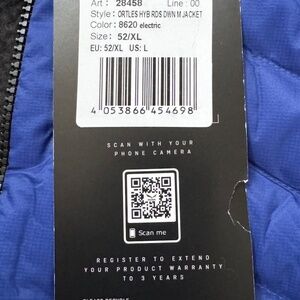 Art : 28458 Line : 00
Style : ORTLES HYB RDS DWN M JACKET
Color : 8620 electric
Size: 52/XL
EU: 52/XL US: L
4 053866 454698
SCAN WITH YOUR
PHONE CAMERA
Scan me
REGISTER TO EXTEND
YOUR PRODUCT WARRANTY
TO 3 YEARS
PLEASE RECYCLE